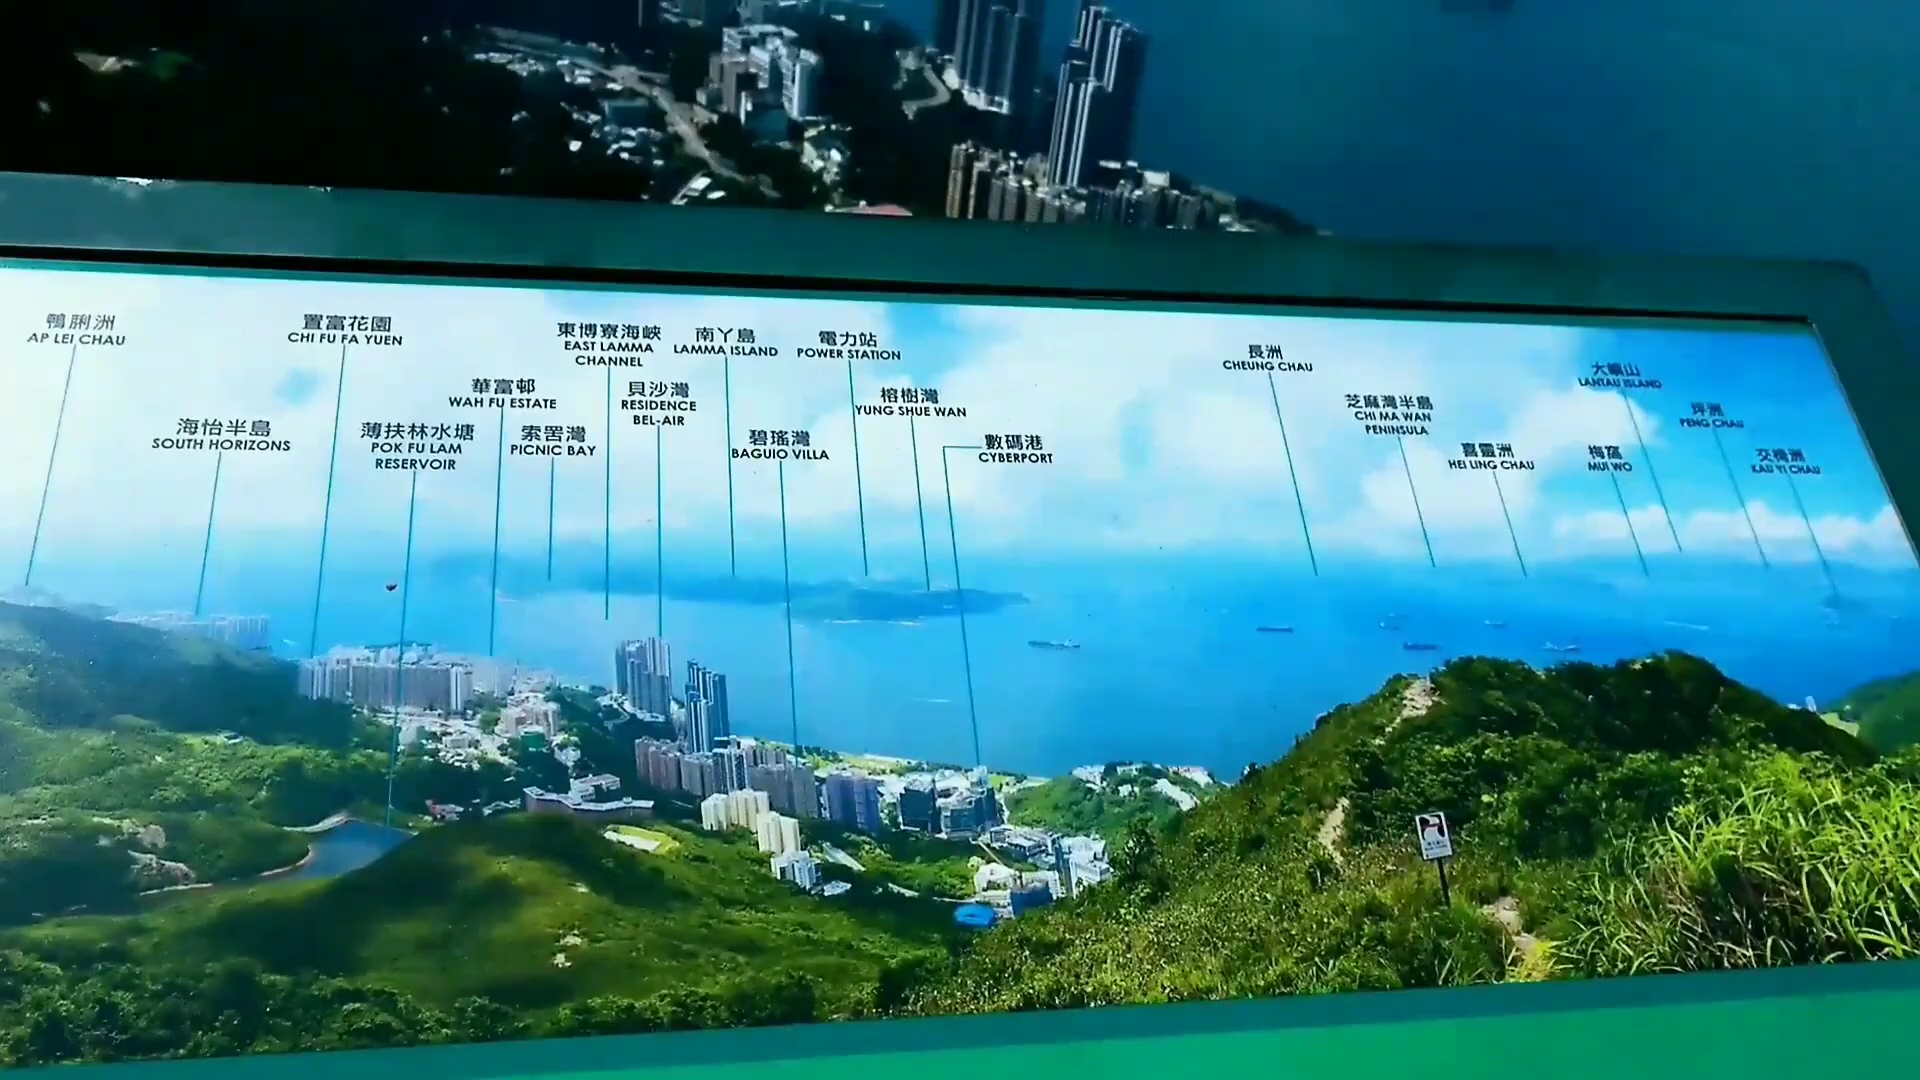 鴨脷洲
AP LEI CHAU
海怡半島
SOUTH HORIZONS
置富花園
CHI FU FA YUEN
薄扶林水塘
POK FU LAM
RESERVOIR
華富邨
WAH FU ESTATE
索罟灣
PICNIC BAY
東博寮海峽
EAST LAMMA
CHANNEL
貝沙灣
RESIDENCE
BEL-AIR
南丫島
LAMMA ISLAND
碧瑤灣
BAGUIO VILLA
電力站
POWER STATION
榕樹灣
YUNG SHUE WAN
數碼港
CYBERPORT
長洲
CHEUNG CHAU
芝麻灣半島
CHI MA WAN
PENINSULA
喜靈洲
HEI LING CHAU
大嶼山
LANTAU ISLAND
梅窩
MUI WO
坪洲
PENG CHAU
交椅洲
KAU YI CHAU